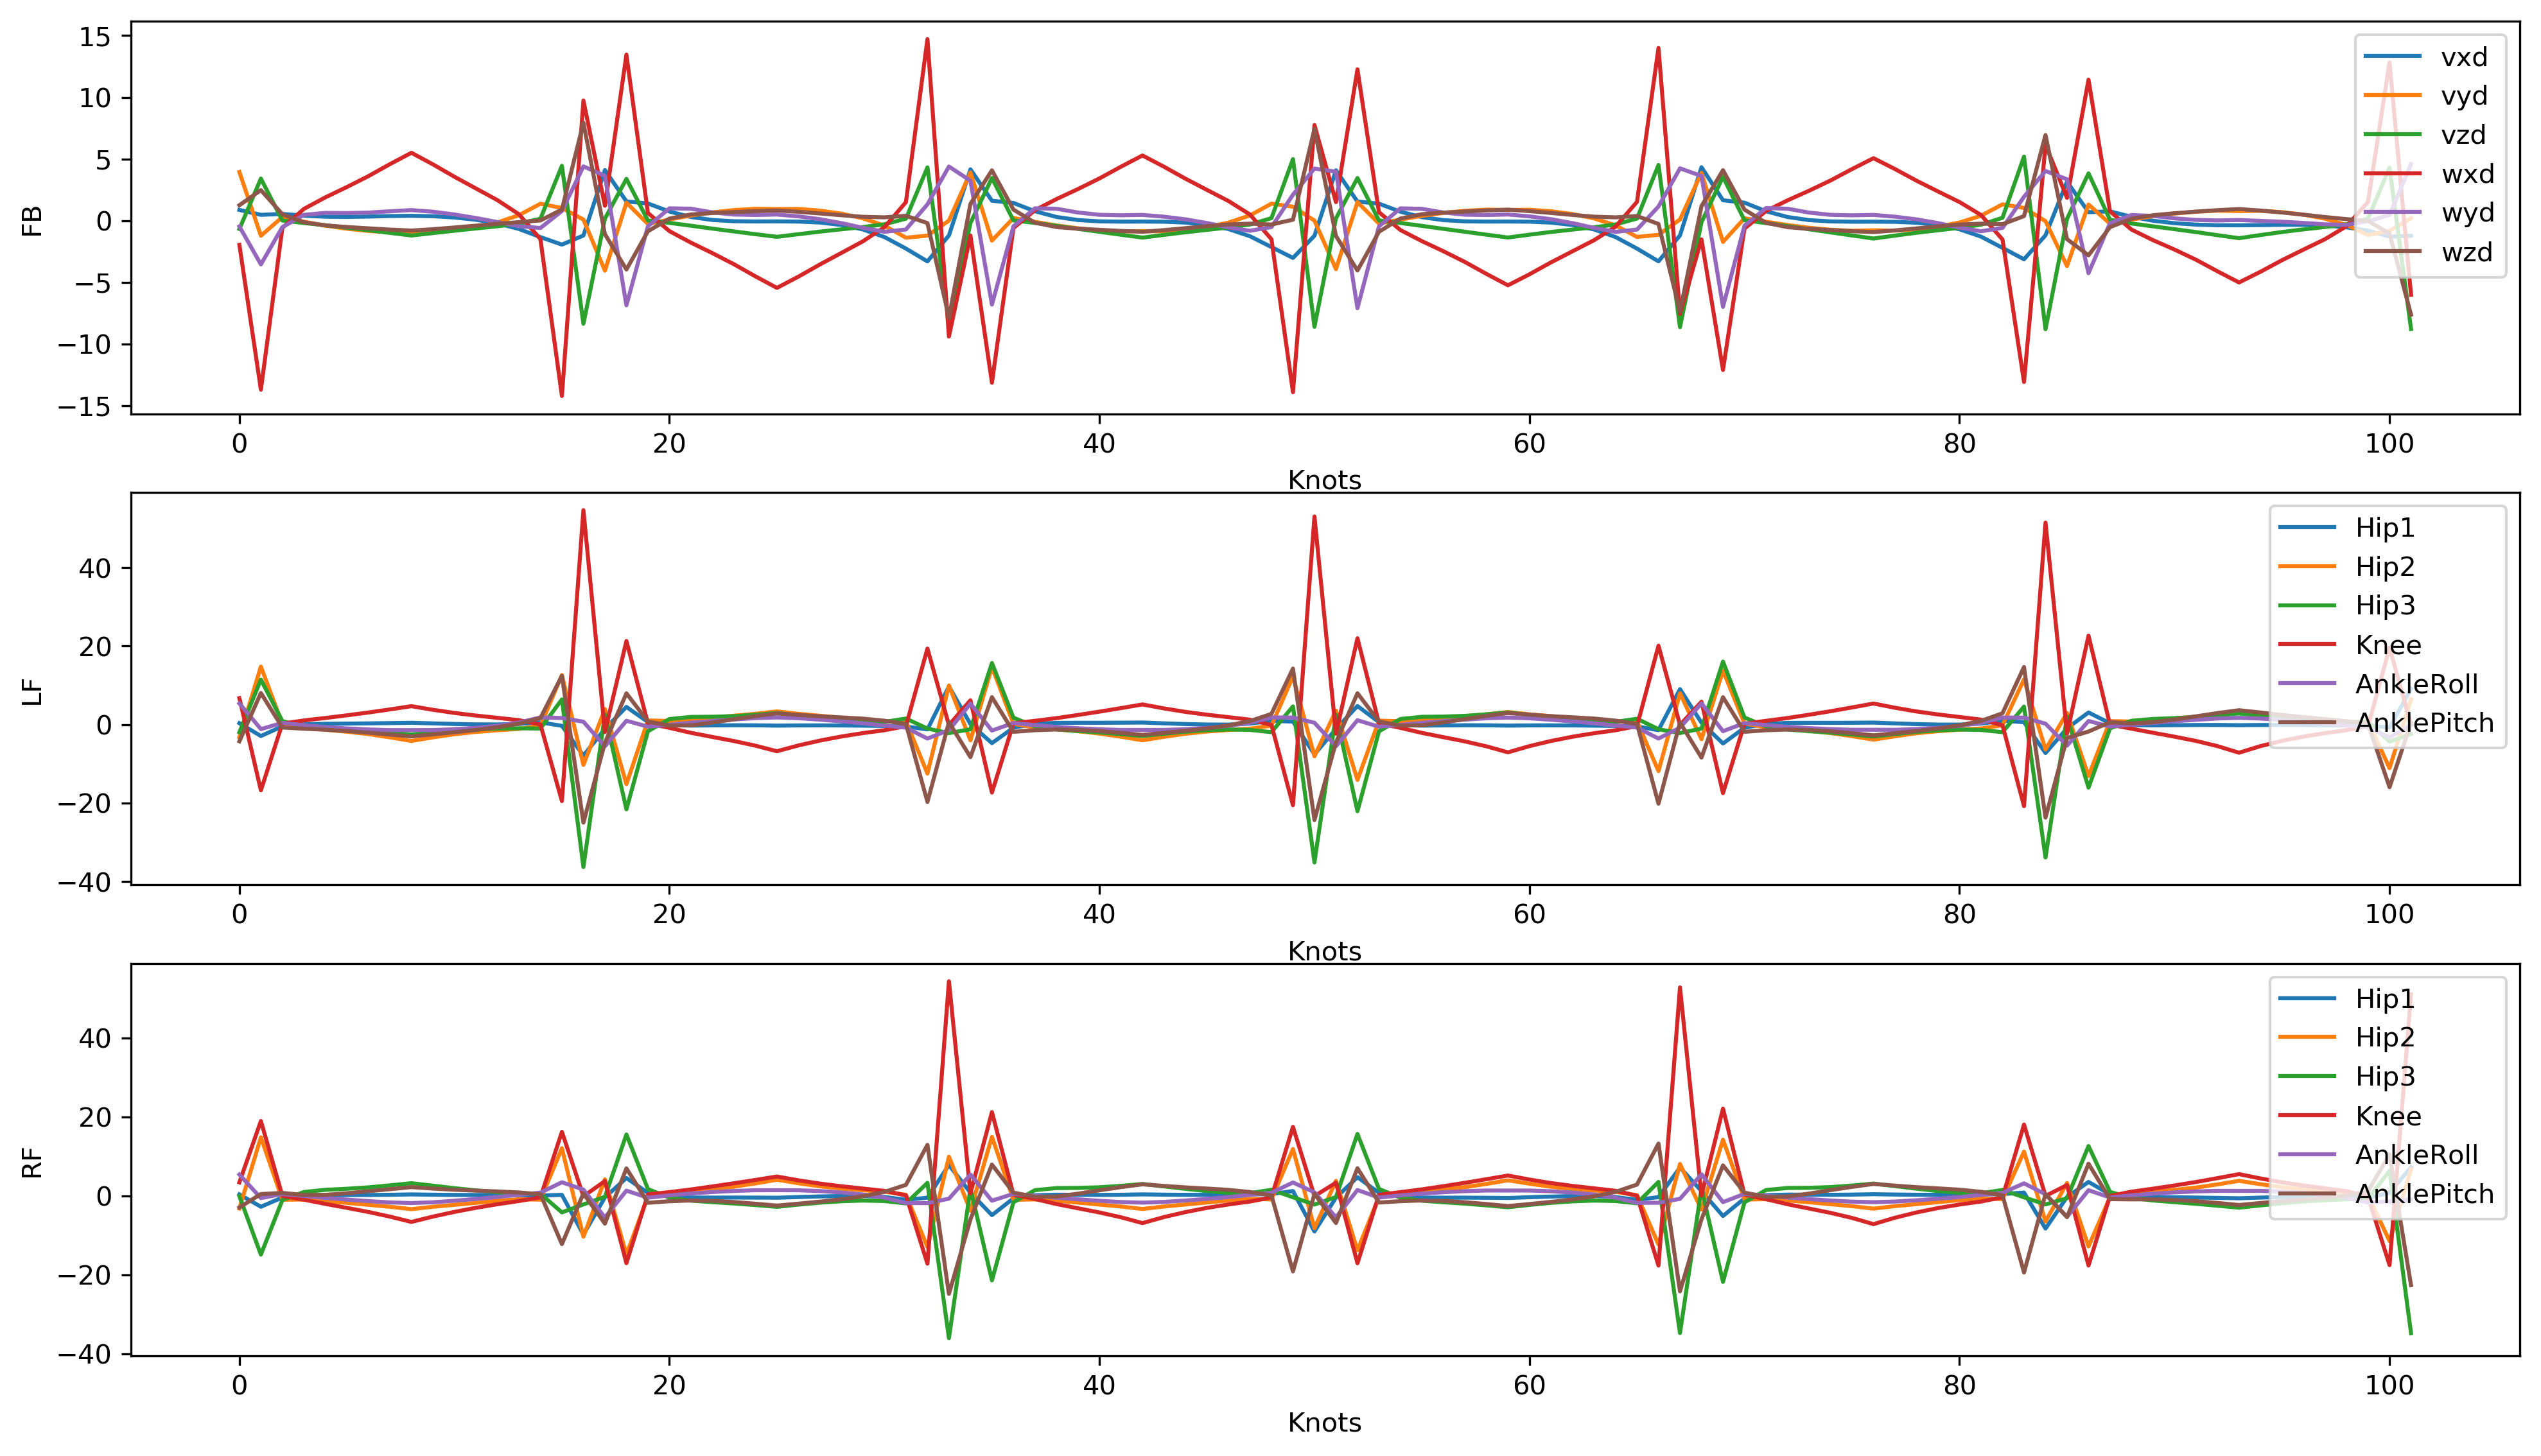 15
10
5
0
−5
−10
−15
FB
vxd
vyd
vzd
wxd
wyd
wzd
0 20 40 60 80 100
Knots
40
20
0
−20
−40
LF
Hip1
Hip2
Hip3
Knee
AnkleRoll
AnklePitch
0 20 40 60 80 100
Knots
40
20
0
−20
−40
RF
Hip1
Hip2
Hip3
Knee
AnkleRoll
AnklePitch
0 20 40 60 80 100
Knots